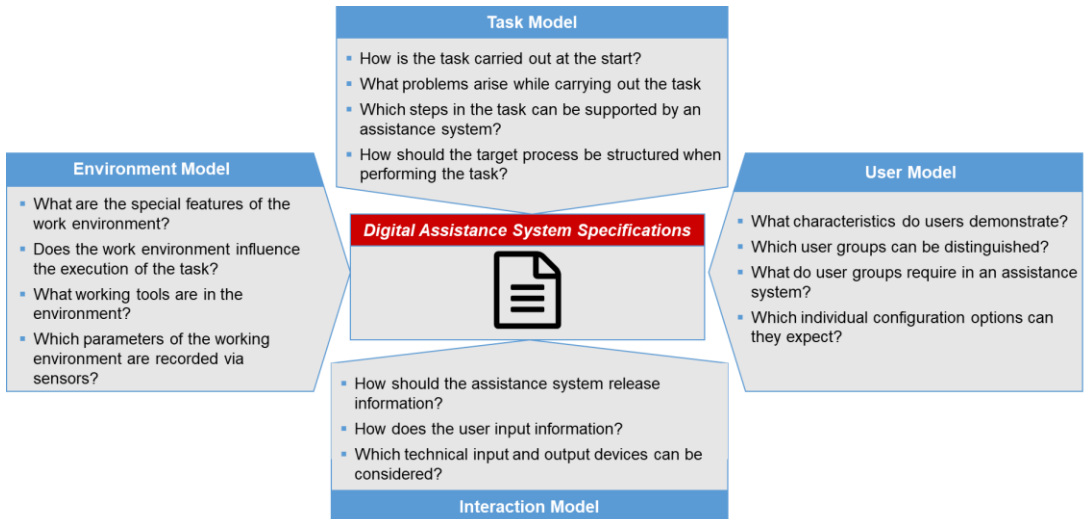 Task Model
▪ How is the task carried out at the start?
▪ What problems arise while carrying out the task
▪ Which steps in the task can be supported by an
assistance system?
▪ How should the target process be structured when
performing the task?
Environment Model
▪ What are the special features of the
work environment?
▪ Does the work environment influence
the execution of the task?
▪ What working tools are in the
environment?
▪ Which parameters of the working
environment are recorded via
sensors?
Digital Assistance System Specifications
User Model
▪ What characteristics do users demonstrate?
▪ Which user groups can be distinguished?
▪ What do user groups require in an assistance
system?
▪ Which individual configuration options can
they expect?
▪ How should the assistance system release
information?
▪ How does the user input information?
▪ Which technical input and output devices can be
considered?
Interaction Model